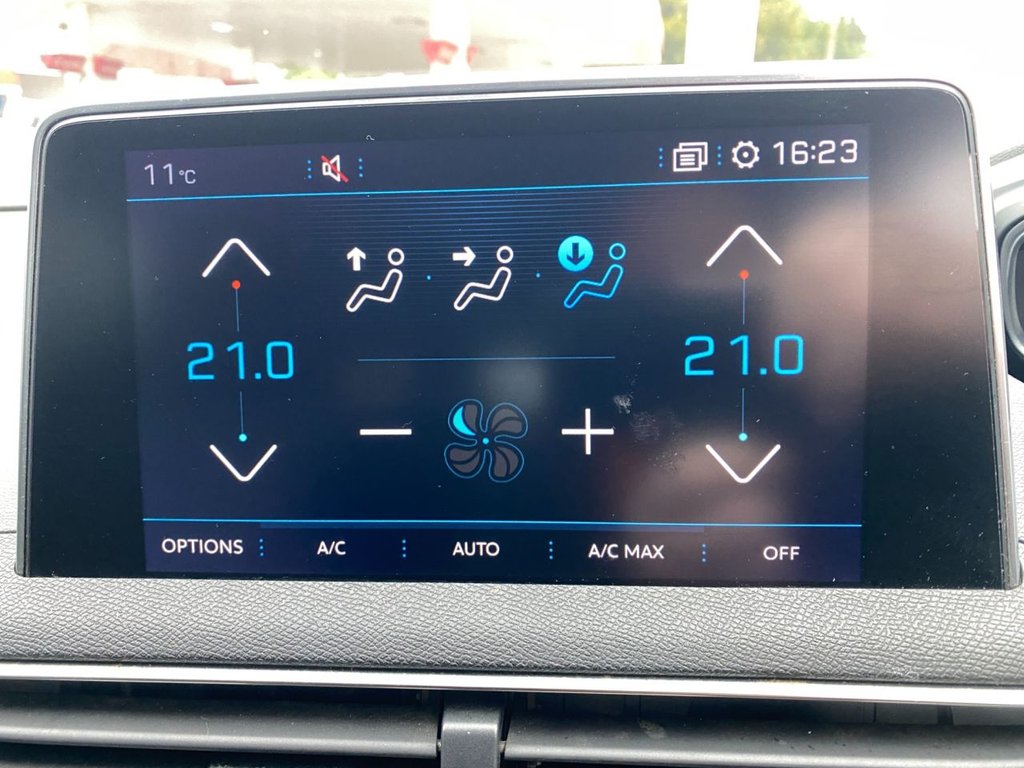 11°C 16:23
21.0 21.0
OPTIONS A/C AUTO A/C MAX OFF